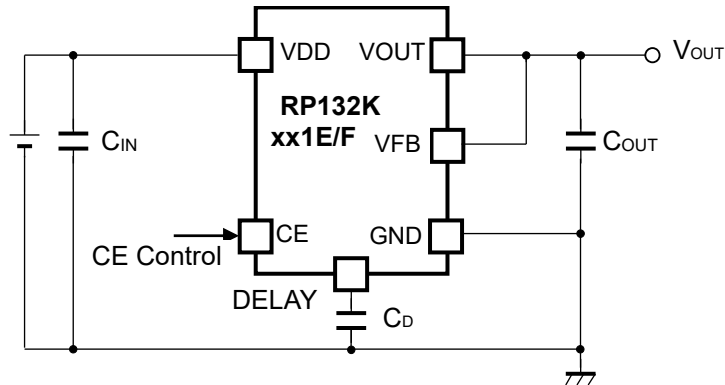 VDD
VOUT
VOUT
RP132K
xx1E/F
CIN
VFB
COUT
CE
GND
CE Control
DELAY
CD